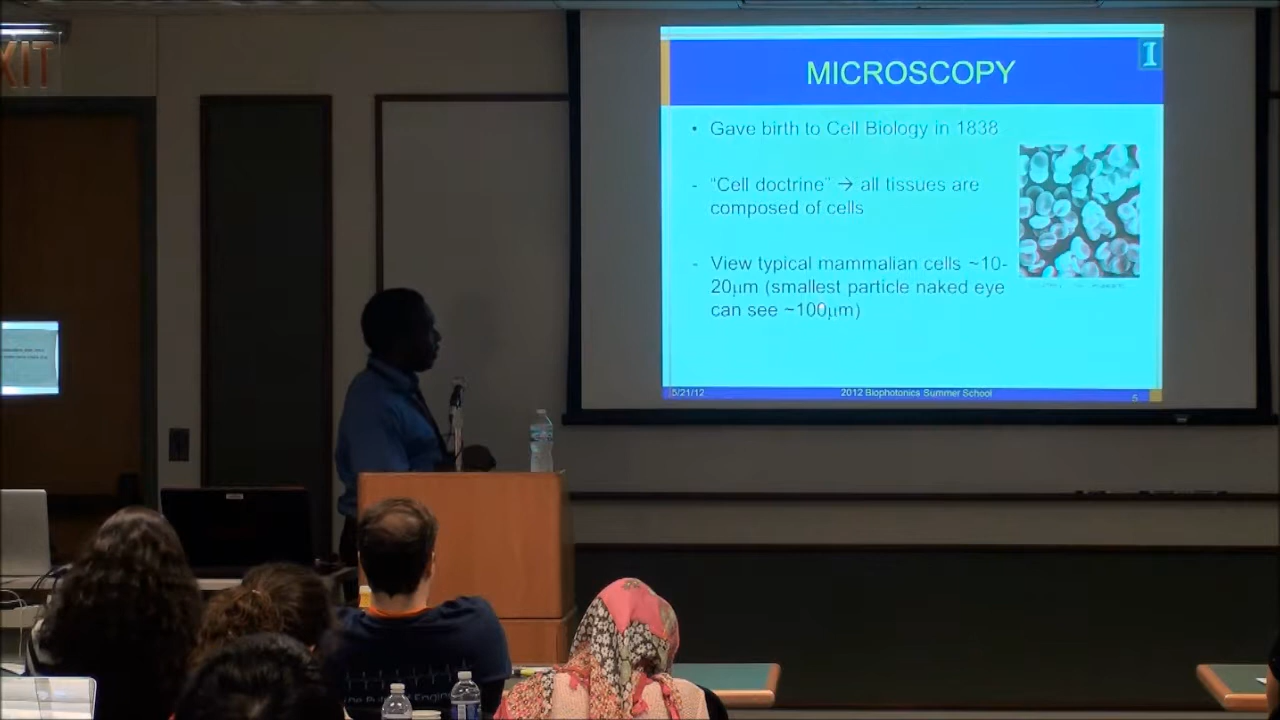 EXIT
I
MICROSCOPY
• Gave birth to Cell Biology in 1838
- “Cell doctrine” → all tissues are
composed of cells
- View typical mammalian cells ~10-
20μm (smallest particle naked eye
can see ~100μm)
5/21/12
2012 Biophotonics Summer School
5